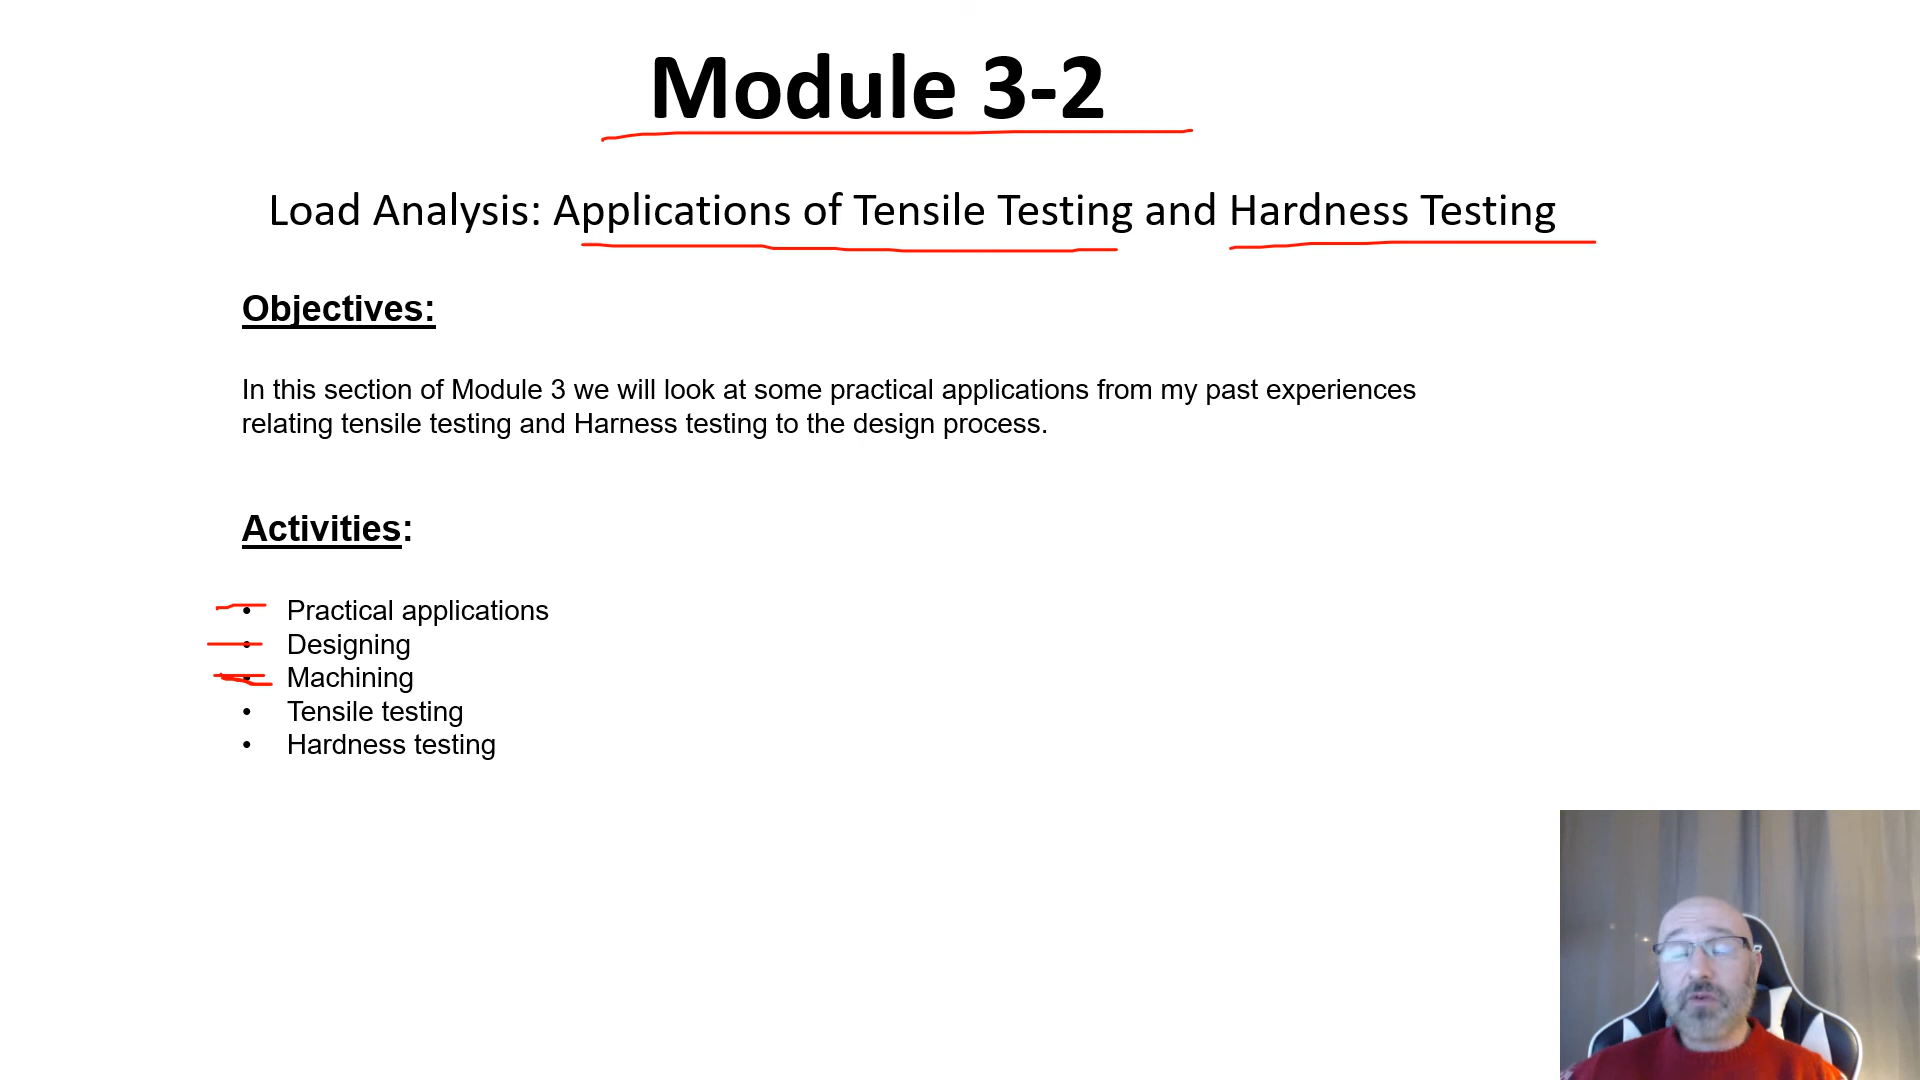 Module 3-2
Load Analysis: Applications of Tensile Testing and Hardness Testing
Objectives:
In this section of Module 3 we will look at some practical applications from my past experiences
relating tensile testing and Harness testing to the design process.
Activities:
• Practical applications
• Designing
• Machining
• Tensile testing
• Hardness testing